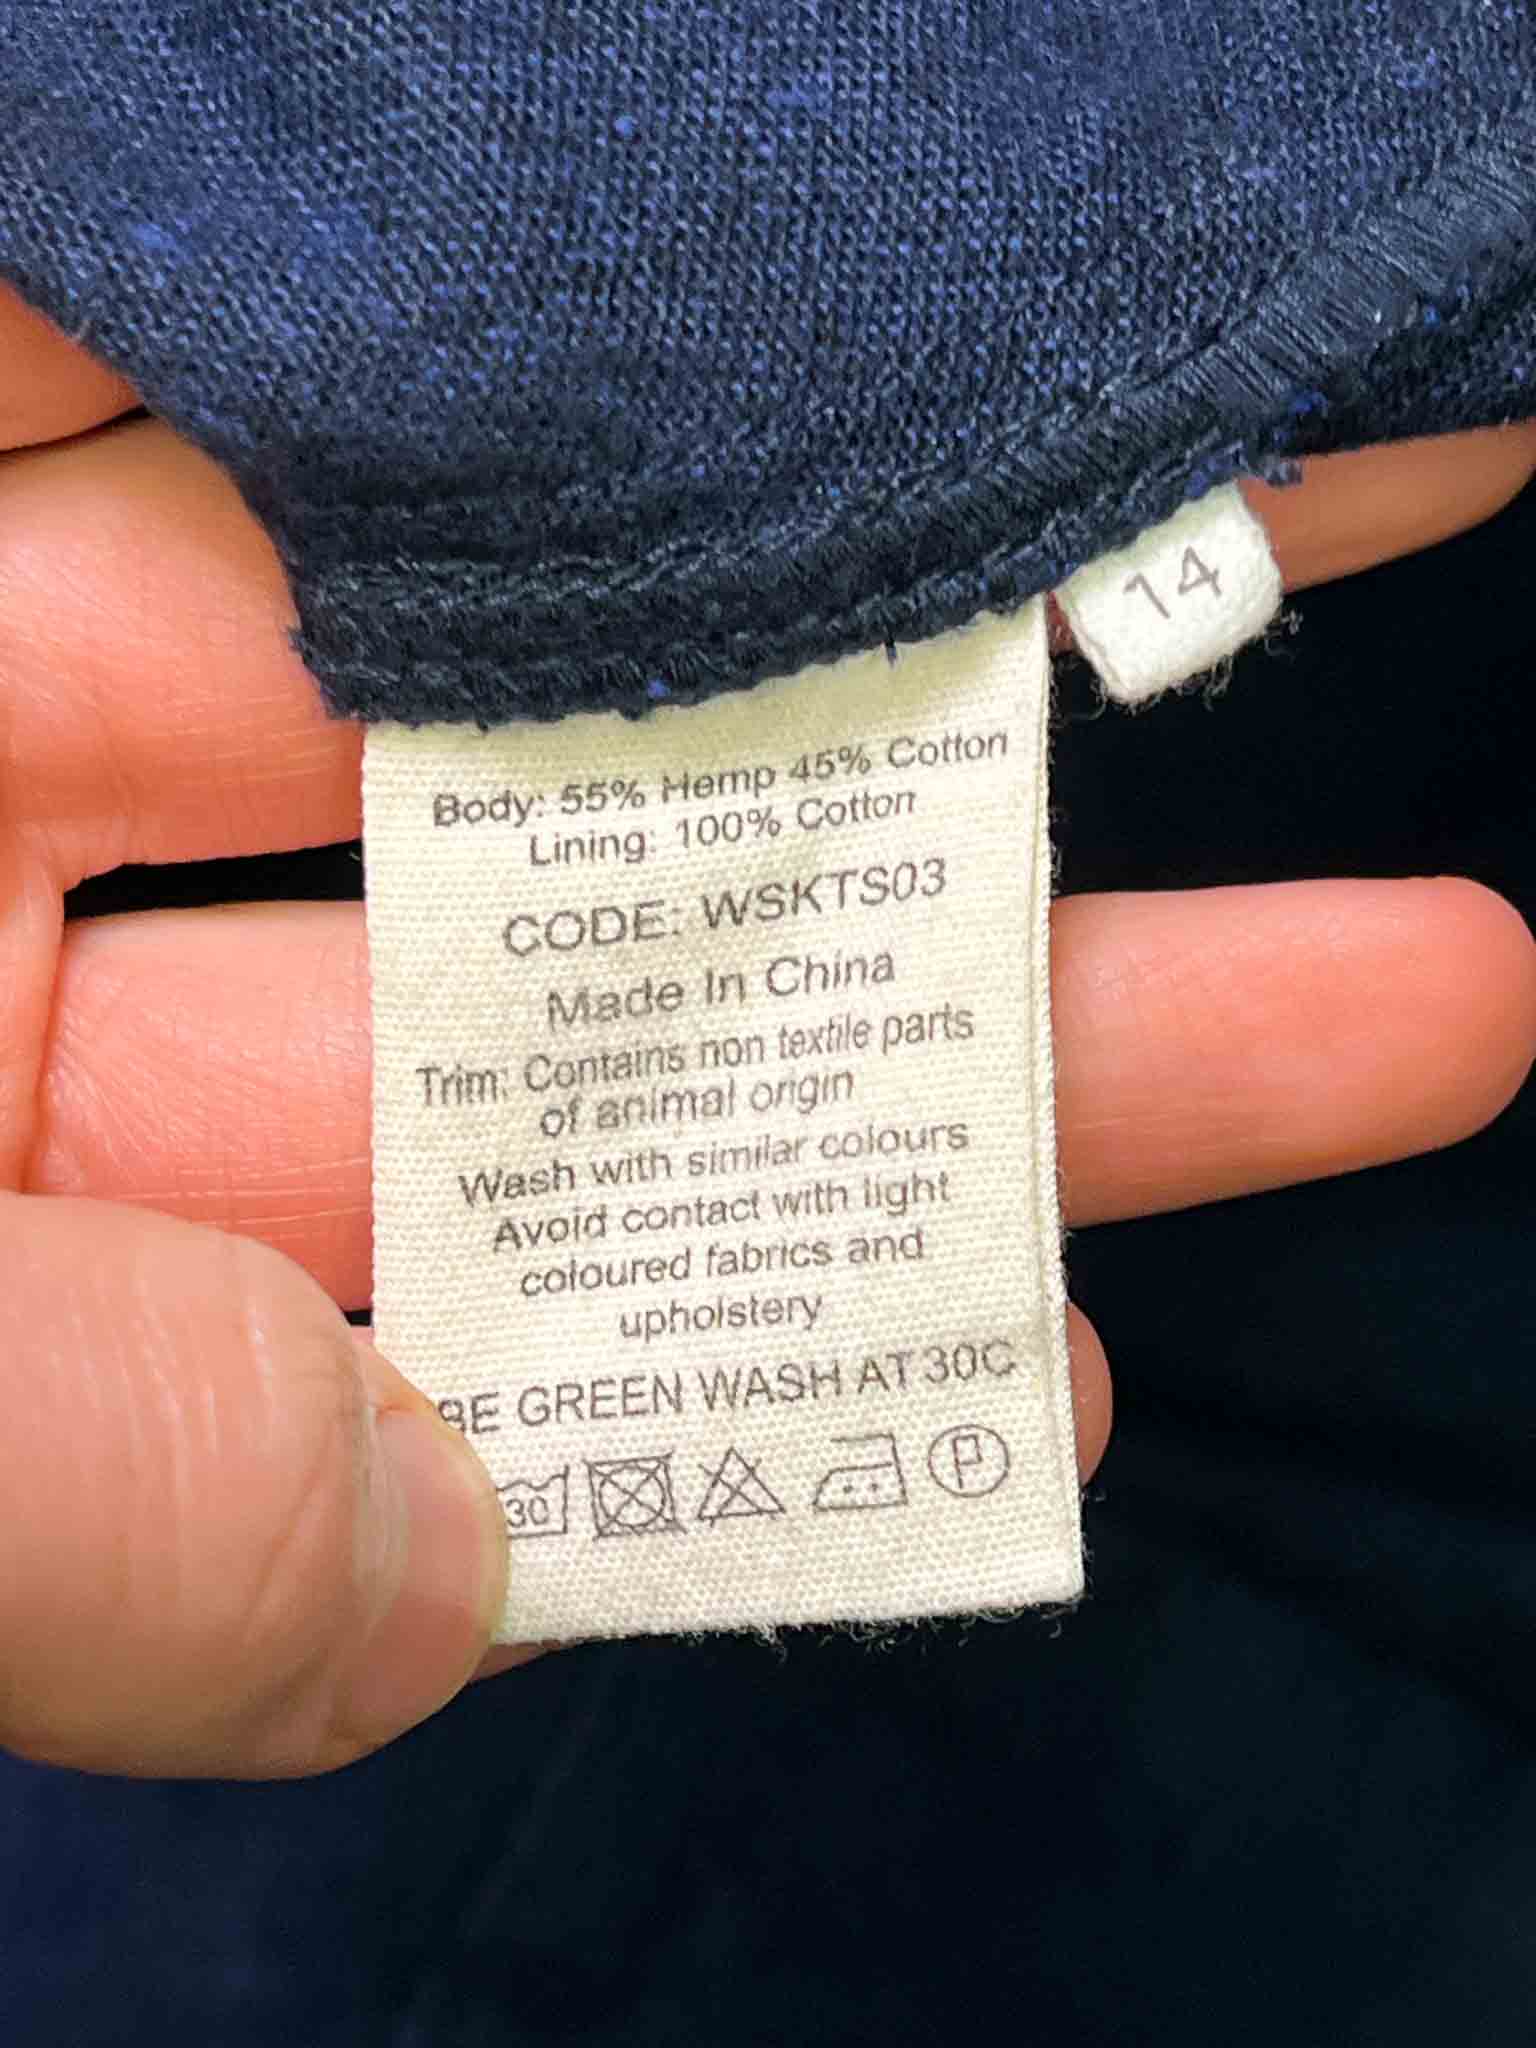 14
Body: 55% Hemp 45% Cotton
Lining: 100% Cotton
CODE: WSKTS03
Made In China
Trim: Contains non textile parts
of animal origin
Wash with similar colours
Avoid contact with light
coloured fabrics and
upholstery
BE GREEN WASH AT 30C
30 P